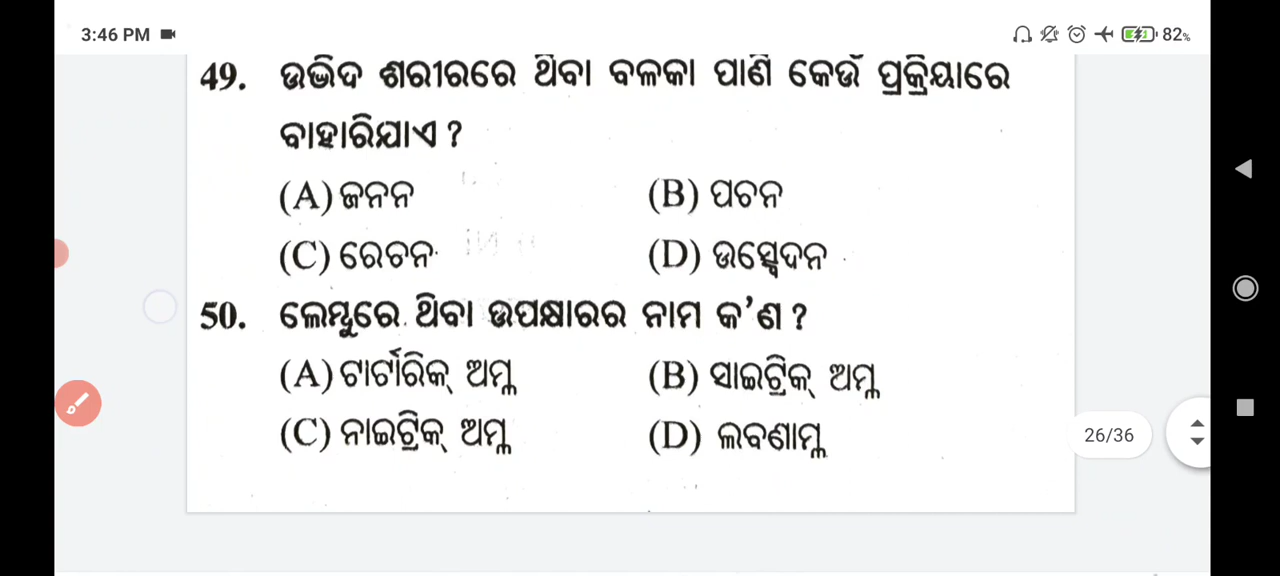 3:46 PM 82%
49. ଉଭିଦ ଶରୀରରେ ଥିବା ବଳକା ପାଣି କେଉଁ ପ୍ରକ୍ରିୟାରେ
ବାହାରିଯାଏ ?
(A) ଜନନ (B) ପଚନ
(C) ରେଚନ (D) ଉସ୍ୱେଦନ
50. ଲେମ୍ବୁରେ ଥିବା ଉପକ୍ଷାରର ନାମ କ'ଣ ?
(A) ଟାର୍ଟାରିକ୍ ଅମ୍ଳ (B) ସାଇଟ୍ରିକ୍ ଅମ୍ଳ
(C) ନାଇଟ୍ରିକ୍ ଅମ୍ଳ (D) ଲବଣାମ୍ଳ
26/36